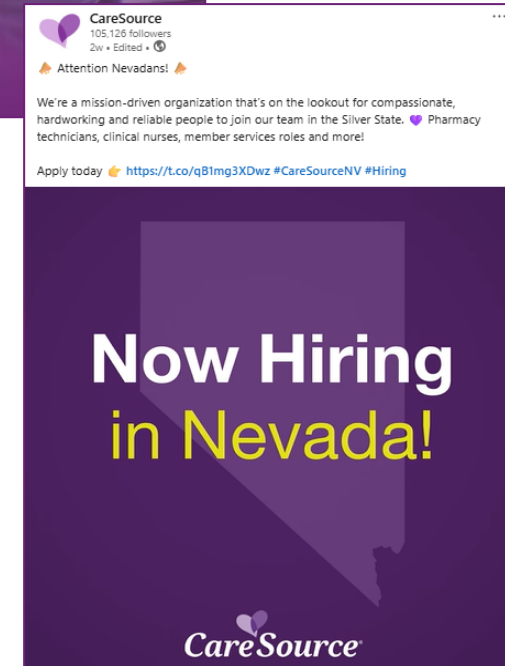 CareSource
105,126 followers
2w • Edited •
Attention Nevadans!
We're a mission-driven organization that's on the lookout for compassionate,
hardworking and reliable people to join our team in the Silver State. 💜 Pharmacy
technicians, clinical nurses, member services roles and more!
Apply today 👉 https://t.co/qB1mg3XDwz #CareSourceNV #Hiring
Now Hiring
in Nevada!
CareSource